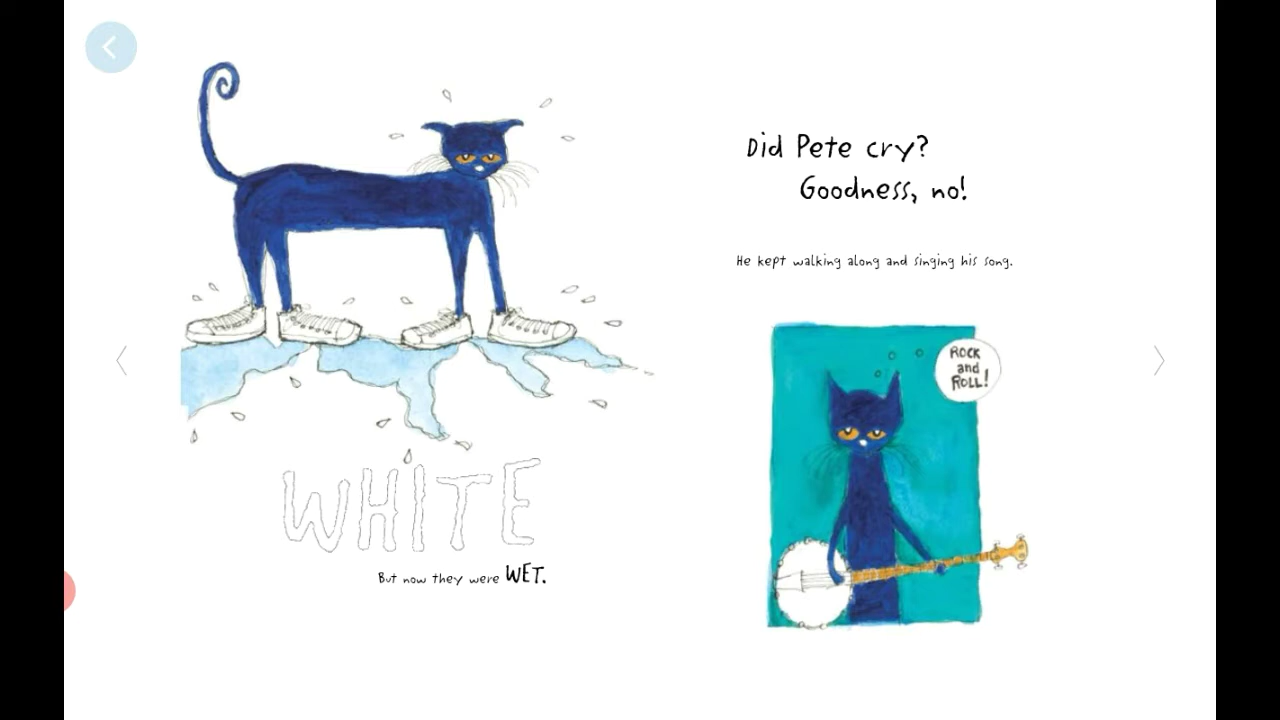 WHITE
But now they were WET.
Did Pete cry?
Goodness, no!
He kept walking along and singing his song.
ROCK
and
ROLL!